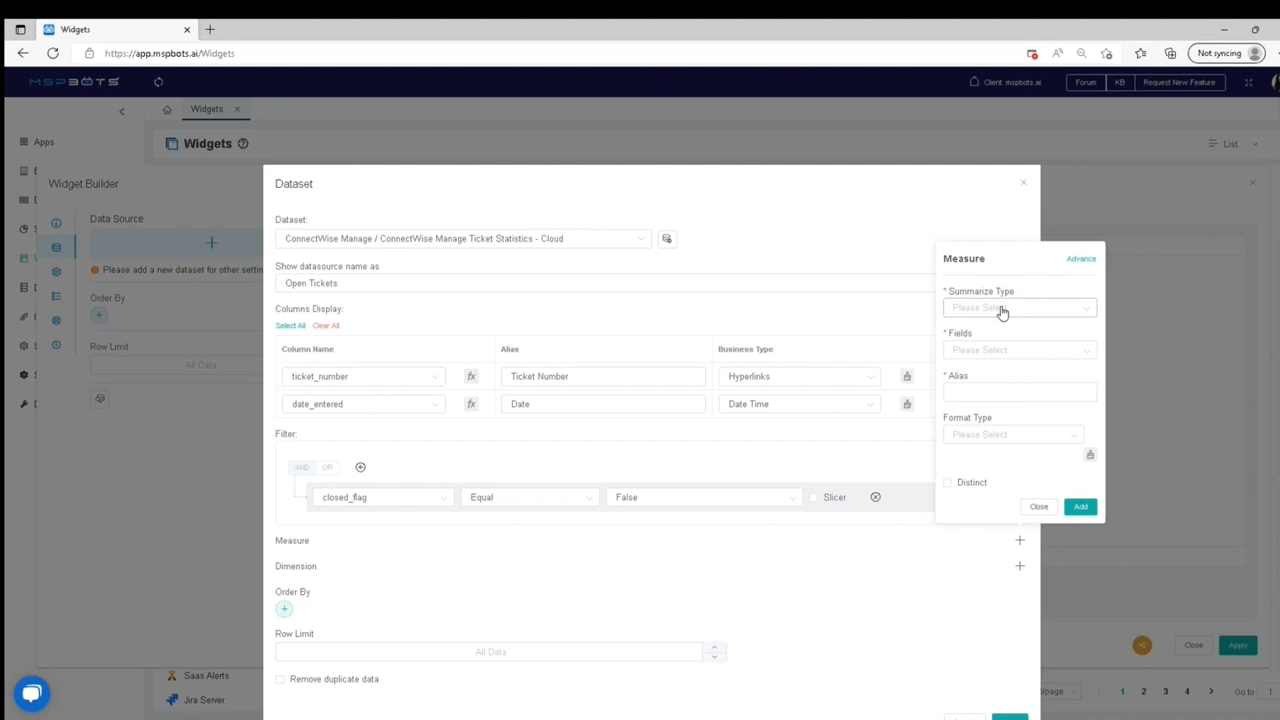 Widgets
https://app.mspbots.ai/Widgets
Not syncing
MSPBOTS
Client: mspbots.ai
Forum
KB
Request New Feature
Widgets
Apps
Widgets
List
Widget Builder
Dataset
Data Source
Dataset:
ConnectWise Manage / ConnectWise Manage Ticket Statistics - Cloud
Please add a new dataset for other settin
Show datasource name as
Open Tickets
Order By
Columns Display:
Select All
Clear All
Row Limit
All Data
Column Name
Alias
Business Type
ticket_number
fx
Ticket Number
Hyperlinks
date_entered
fx
Date
Date Time
Filter:
AND
OR
closed_flag
Equal
False
Slicer
Measure
Advance
* Summarize Type
Please Sele
* Fields
Please Select
* Alias
Format Type
Please Select
Distinct
Close
Add
Measure
Dimension
Order By
Row Limit
All Data
Remove duplicate data
Close
Apply
Saas Alerts
Jira Server
/page
1
2
3
4
Go to
1